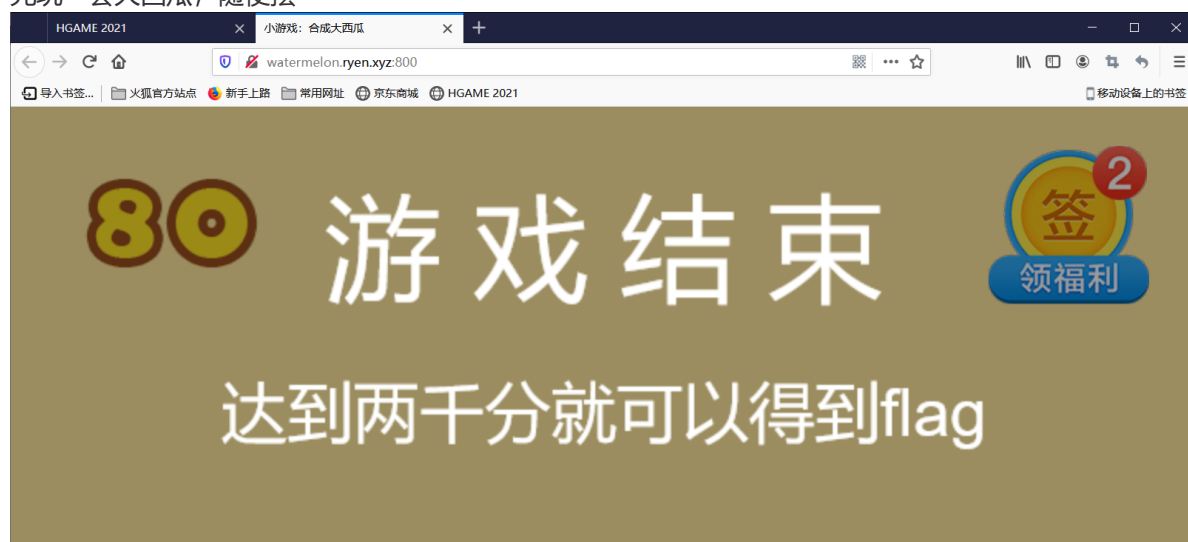 HGAME 2021
小游戏:合成大西瓜
watermelon.ryen.xyz:800
导入书签... 火狐官方站点 新手上路 常用网址 京东商城 HGAME 2021 移动设备上的书签
80
游戏结束
2
签
领福利
达到两千分就可以得到flag